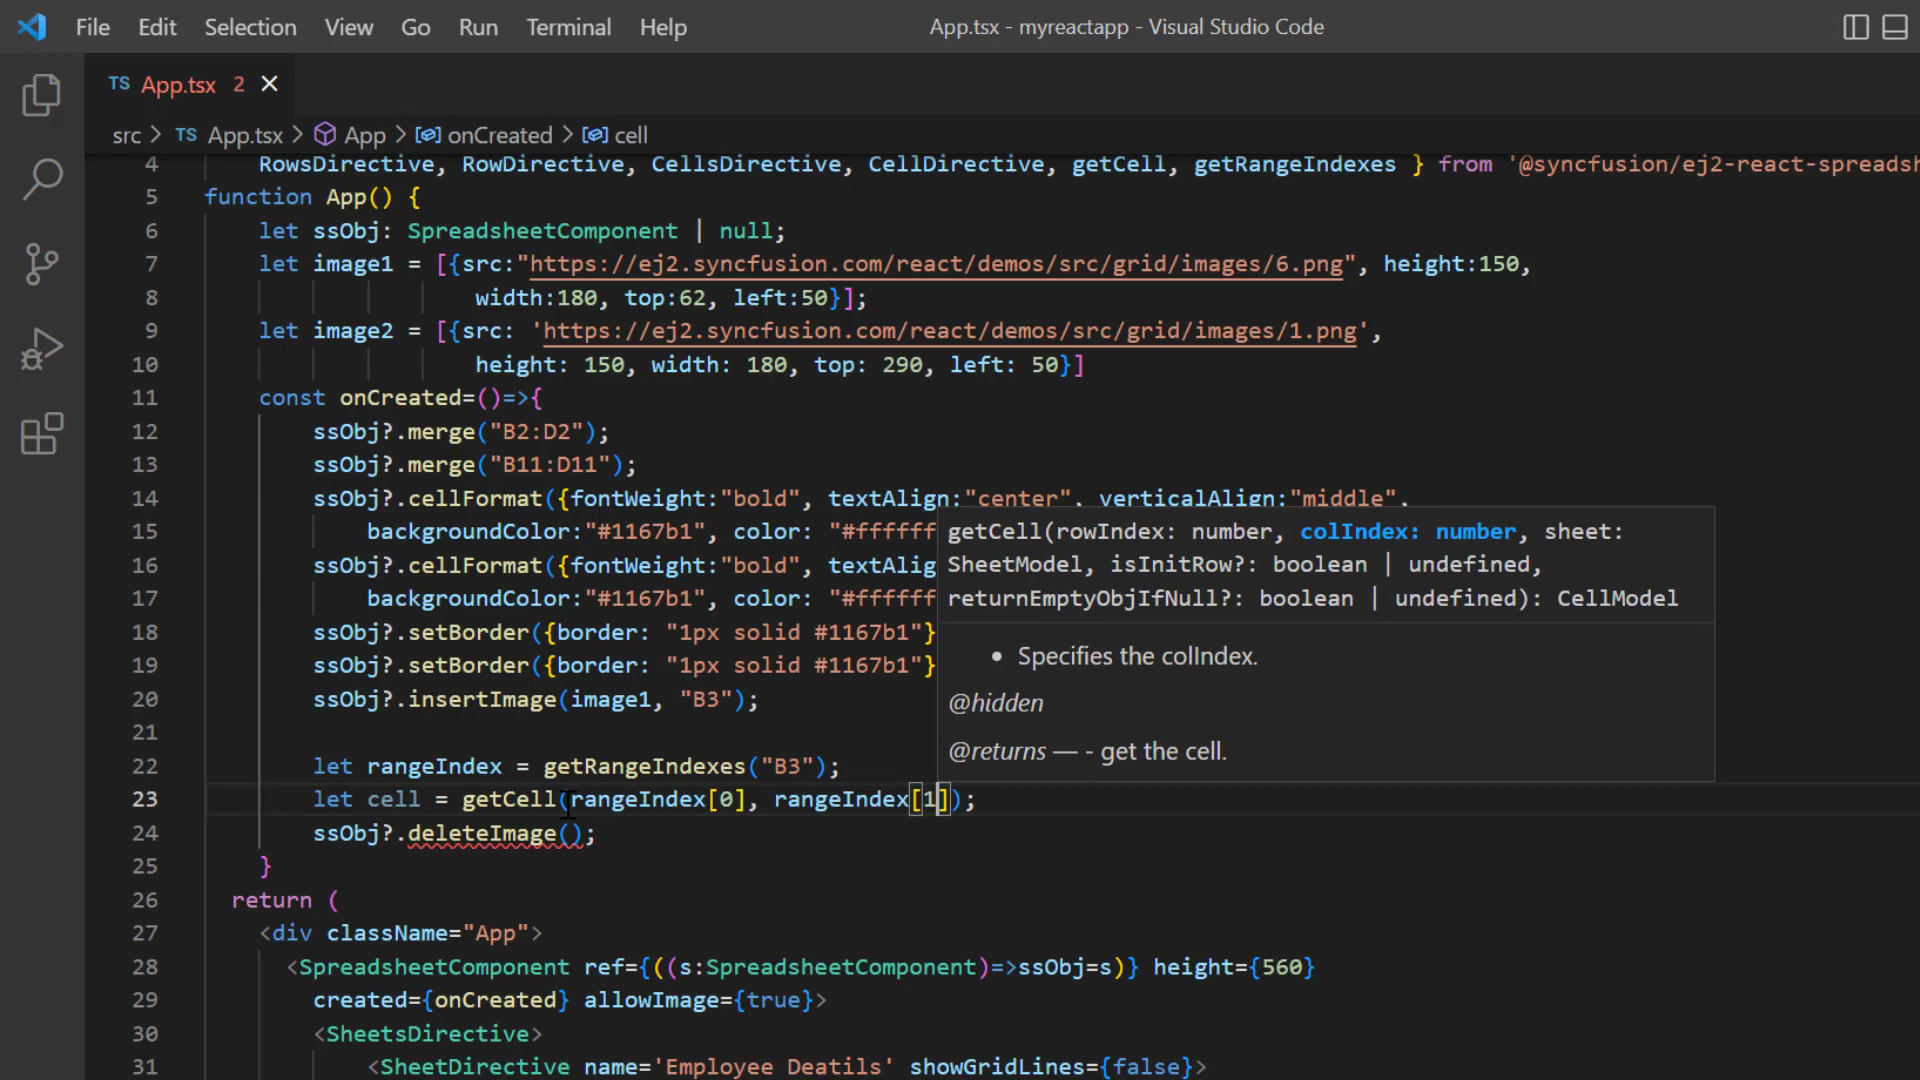 File Edit Selection View Go Run Terminal Help App.tsx - myreactapp - Visual Studio Code
TS App.tsx 2
src > TS App.tsx > App > onCreated > cell
4 RowsDirective, RowDirective, CellsDirective, CellDirective, getCell, getRangeIndexes } from '@syncfusion/ej2-react-spreadsh
5 function App() {
6 let ssObj: SpreadsheetComponent | null;
7 let image1 = [{src:"https://ej2.syncfusion.com/react/demos/src/grid/images/6.png", height:150,
8 width:180, top:62, left:50}];
9 let image2 = [{src: 'https://ej2.syncfusion.com/react/demos/src/grid/images/1.png',
10 height: 150, width: 180, top: 290, left: 50}]
11 const onCreated=()=>{
12 ssObj?.merge("B2:D2");
13 ssObj?.merge("B11:D11");
14 ssObj?.cellFormat({fontWeight:"bold", textAlign:"center", verticalAlign:"middle",
15 backgroundColor:"#1167b1", color: "#ffffff
16 ssObj?.cellFormat({fontWeight:"bold", textAlig
17 backgroundColor:"#1167b1", color: "#ffffff
18 ssObj?.setBorder({border: "1px solid #1167b1"}
19 ssObj?.setBorder({border: "1px solid #1167b1"}
20 ssObj?.insertImage(image1, "B3");
21
22 let rangeIndex = getRangeIndexes("B3");
23 let cell = getCell(rangeIndex[0], rangeIndex[1]);
24 ssObj?.deleteImage();
25 }
26 return (
27 <div className="App">
28 <SpreadsheetComponent ref={((s:SpreadsheetComponent)=>ssObj=s)} height={560}
29 created={onCreated} allowImage={true}>
30 <SheetsDirective>
31 <SheetDirective name='Employee Deatils' showGridLines={false}>
getCell(rowIndex: number, colIndex: number, sheet:
SheetModel, isInitRow?: boolean | undefined,
returnEmptyObjIfNull?: boolean | undefined): CellModel
• Specifies the colIndex.
@hidden
@returns — - get the cell.